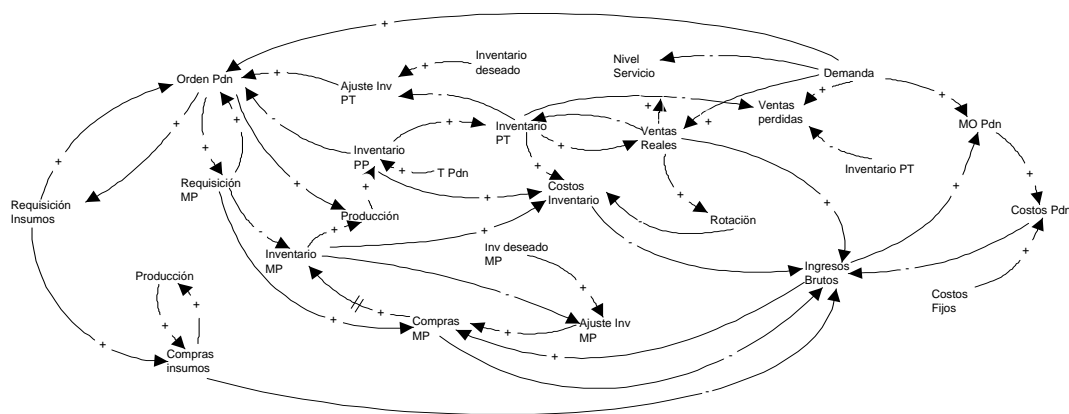 Orden Pdn
Ajuste Inv
PT
Inventario
deseado
Nivel
Servicio
Demanda
Inventario
PT
Ventas
Reales
Ventas
perdidas
MO Pdn
Inventario
PP
T Pdn
Inventario PT
Requisición
MP
Requisición
Insumos
Producción
Costos
Inventario
Rotaciön
Costos Pdn
Inventario
MP
Inv deseado
MP
Ingresos
Brutos
Costos
Fijos
Producción
Compras
insumos
Compras
MP
Ajuste Inv
MP